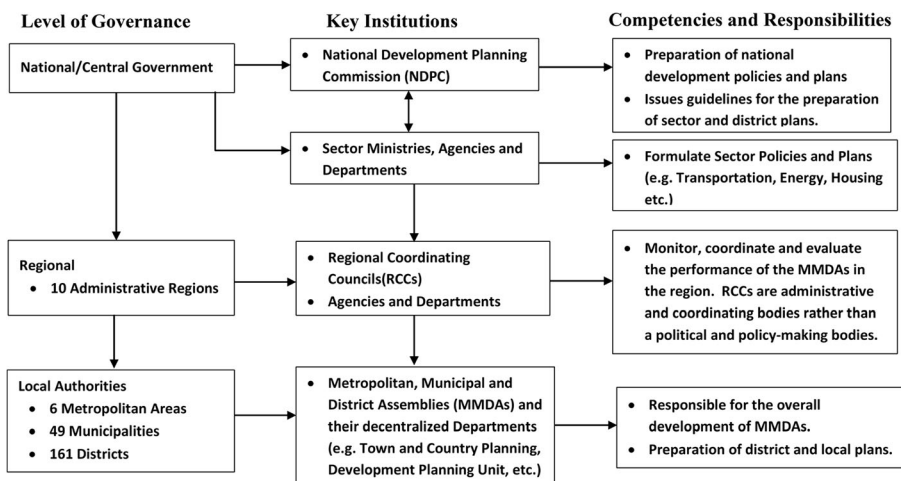 Level of Governance
Key Institutions
Competencies and Responsibilities
National/Central Government
• National Development Planning
Commission (NDPC)
• Preparation of national
development policies and plans
• Issues guidelines for the preparation
of sector and district plans.
• Sector Ministries, Agencies and
Departments
• Formulate Sector Policies and Plans
(e.g. Transportation, Energy, Housing
etc.)
Regional
• 10 Administrative Regions
• Regional Coordinating
Councils(RCCs)
• Agencies and Departments
• Monitor, coordinate and evaluate
the performance of the MMDAs in
the region. RCCs are administrative
and coordinating bodies rather than
a political and policy-making bodies.
Local Authorities
• 6 Metropolitan Areas
• 49 Municipalities
• 161 Districts
• Metropolitan, Municipal and
District Assemblies (MMDAs) and
their decentralized Departments
(e.g. Town and Country Planning,
Development Planning Unit, etc.)
• Responsible for the overall
development of MMDAs.
• Preparation of district and local plans.